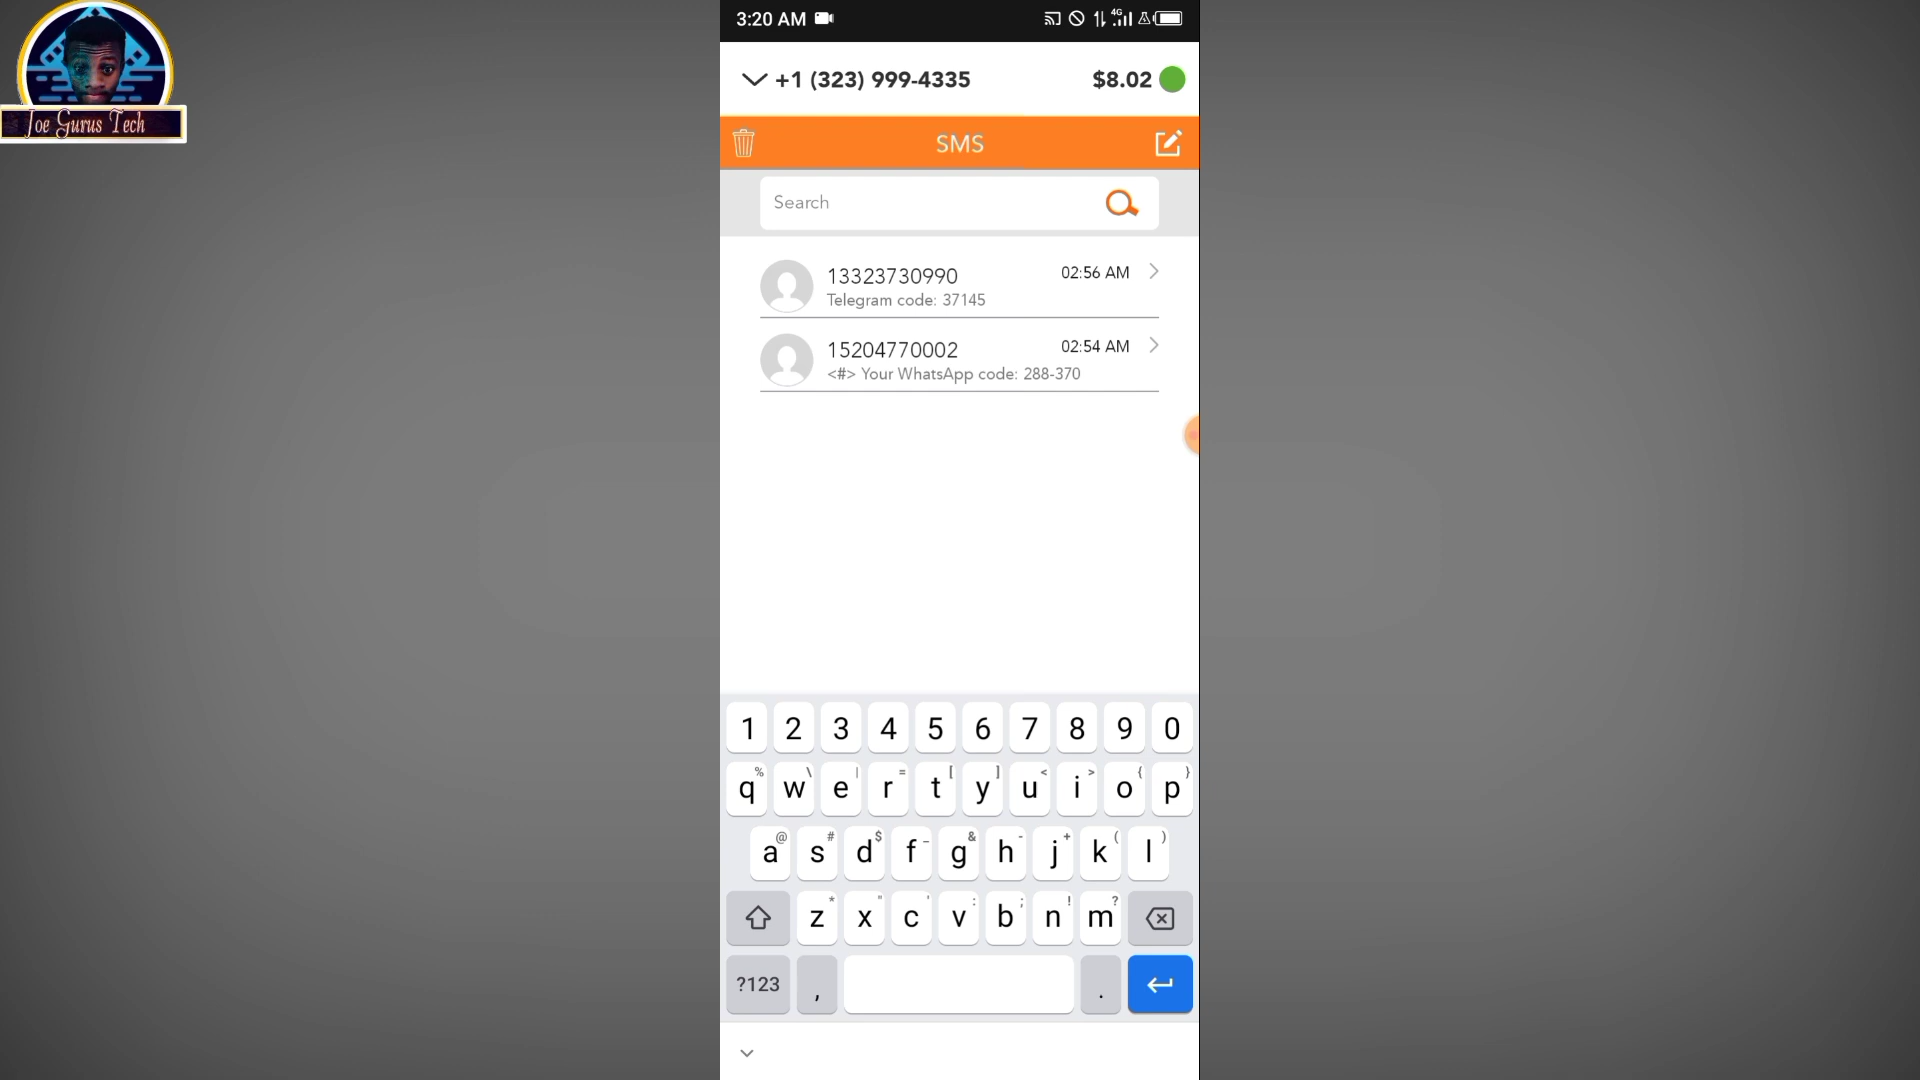 Joe Gurus Tech
3:20 AM
4G
+1 (323) 999-4335
$8.02
SMS
Search
13323730990
02:56 AM
Telegram code: 37145
15204770002
02:54 AM
<#> Your WhatsApp code: 288-370
1 2 3 4 5 6 7 8 9 0
% \ | = [ ] < > { }
q w e r t y u i o p
@ # $ _ & - + ( )
a s d f g h j k l
* " ' : ; ! ?
z x c v b n m
?123 , .